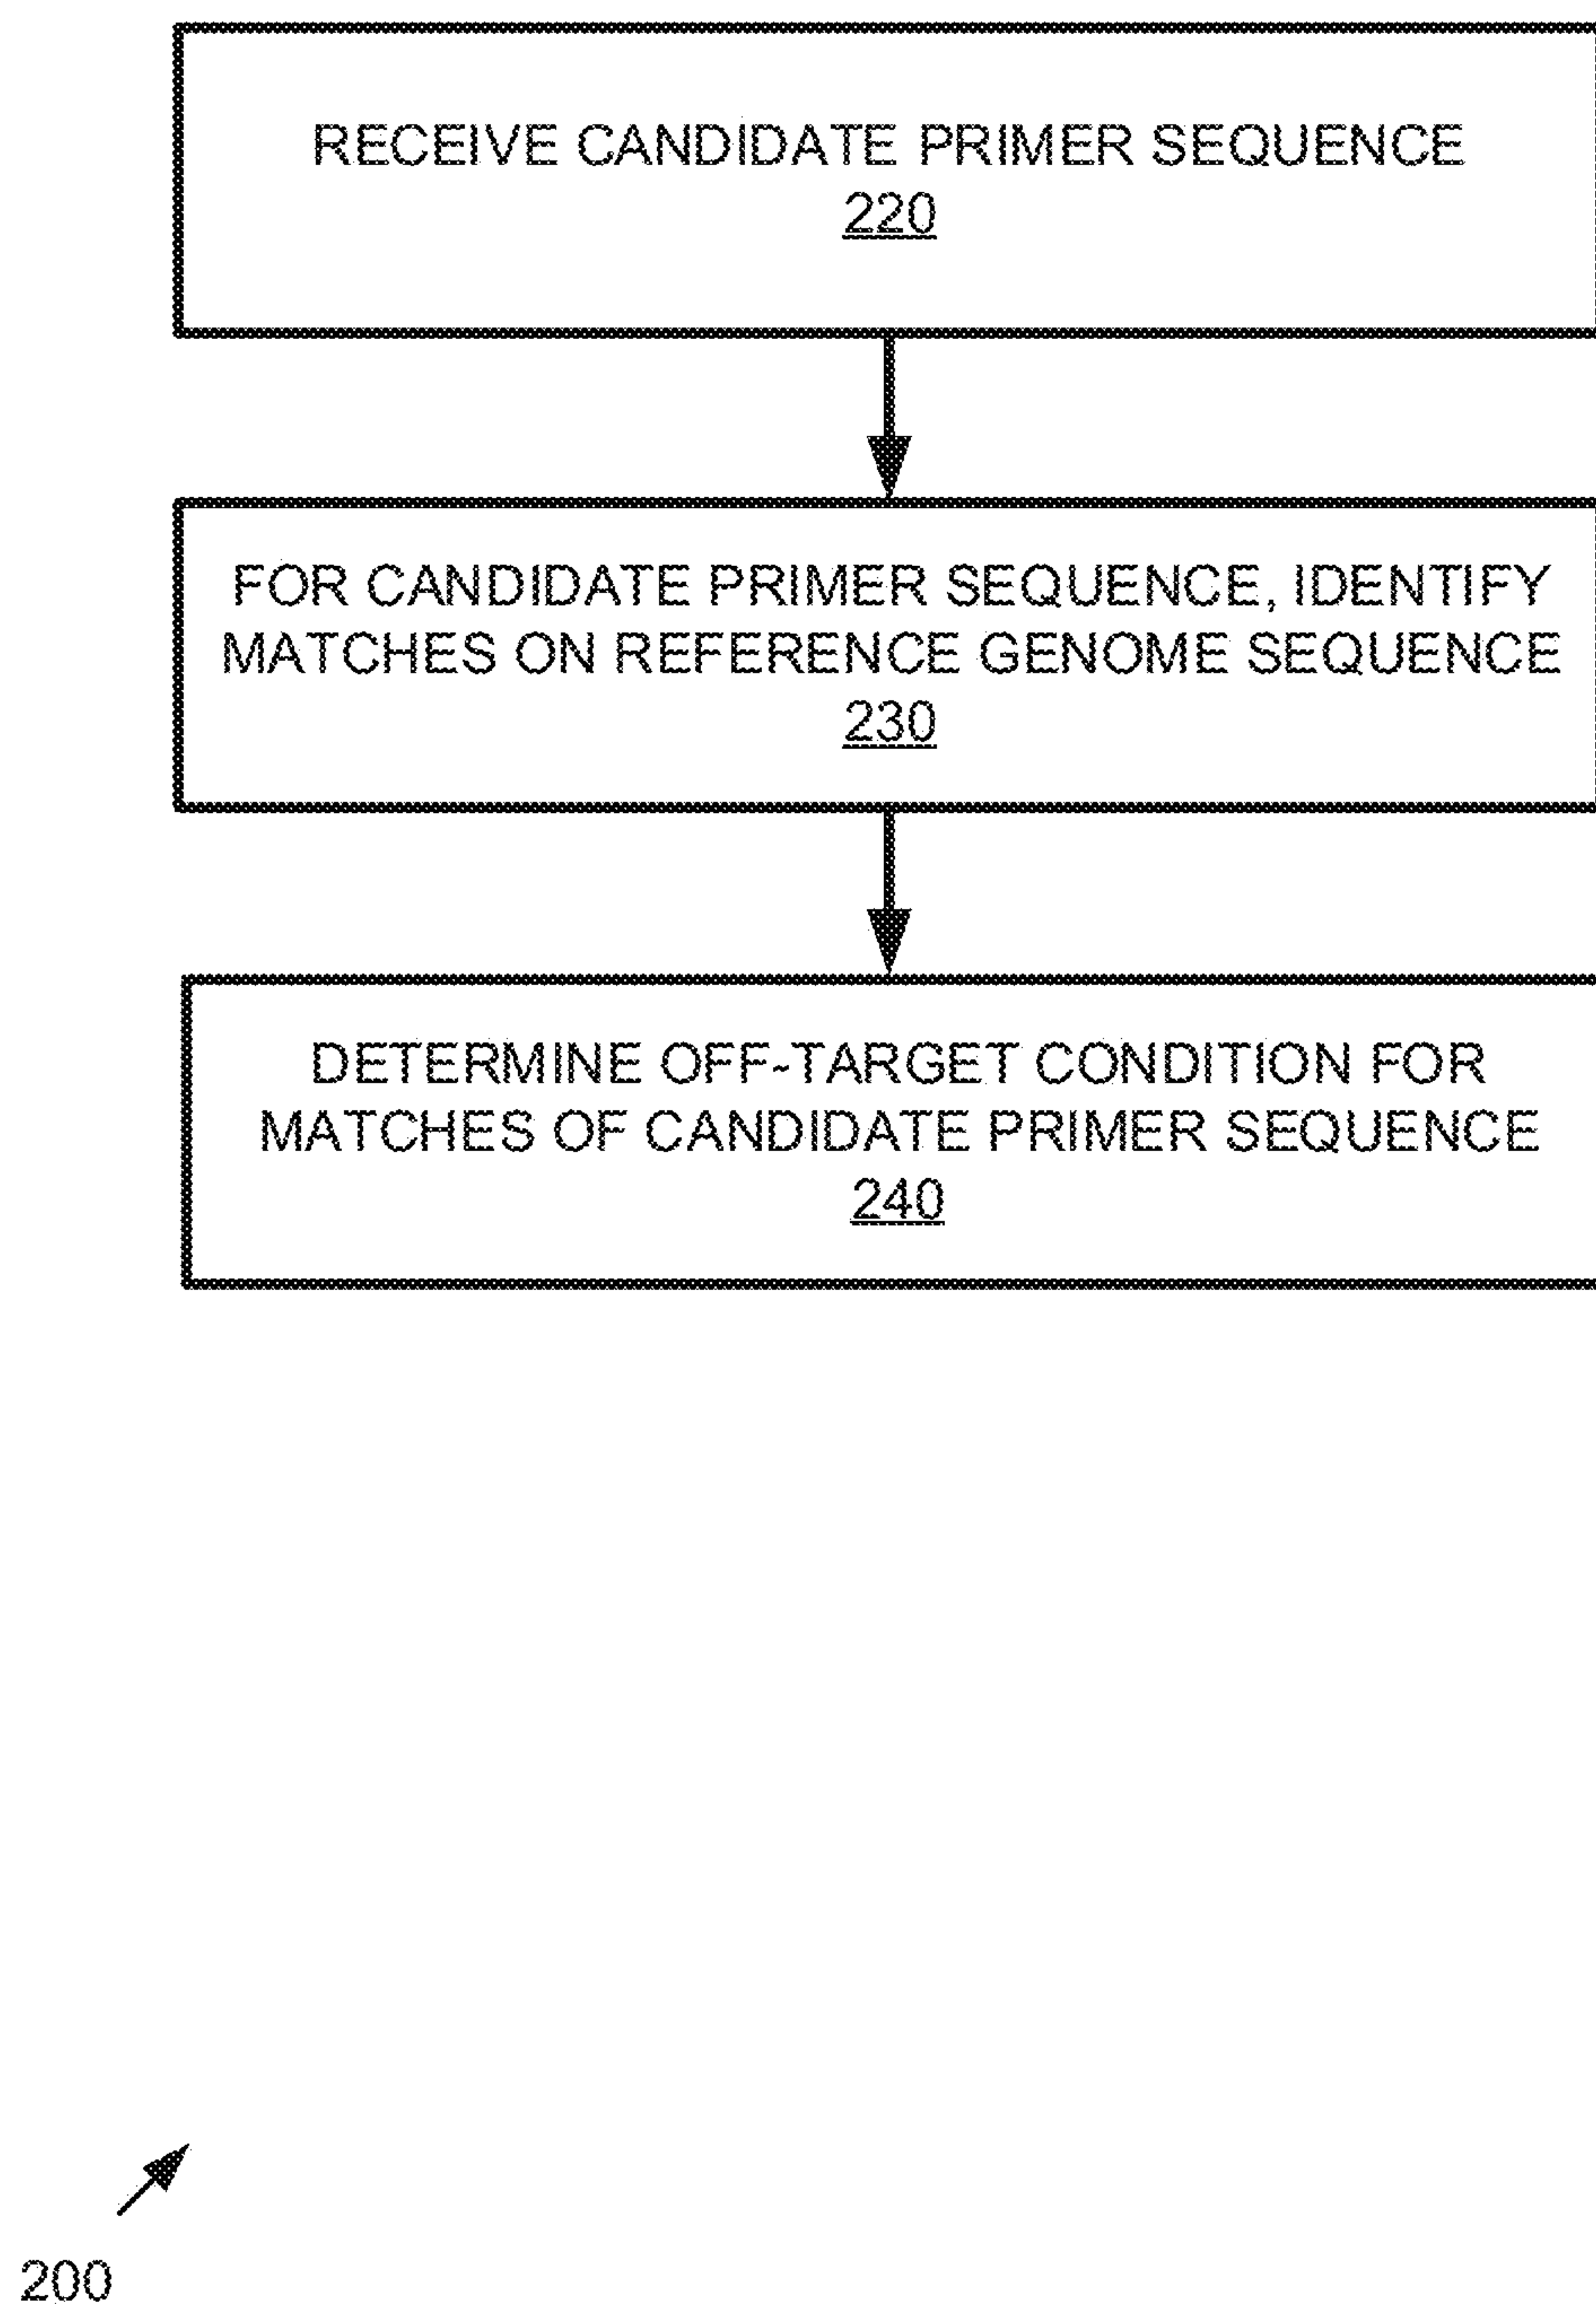 RECEIVE CANDIDATE PRIMER SEQUENCE
220
FOR CANDIDATE PRIMER SEQUENCE, IDENTIFY
MATCHES ON REFERENCE GENOME SEQUENCE
230
DETERMINE OFF-TARGET CONDITION FOR
MATCHES OF CANDIDATE PRIMER SEQUENCE
240
200